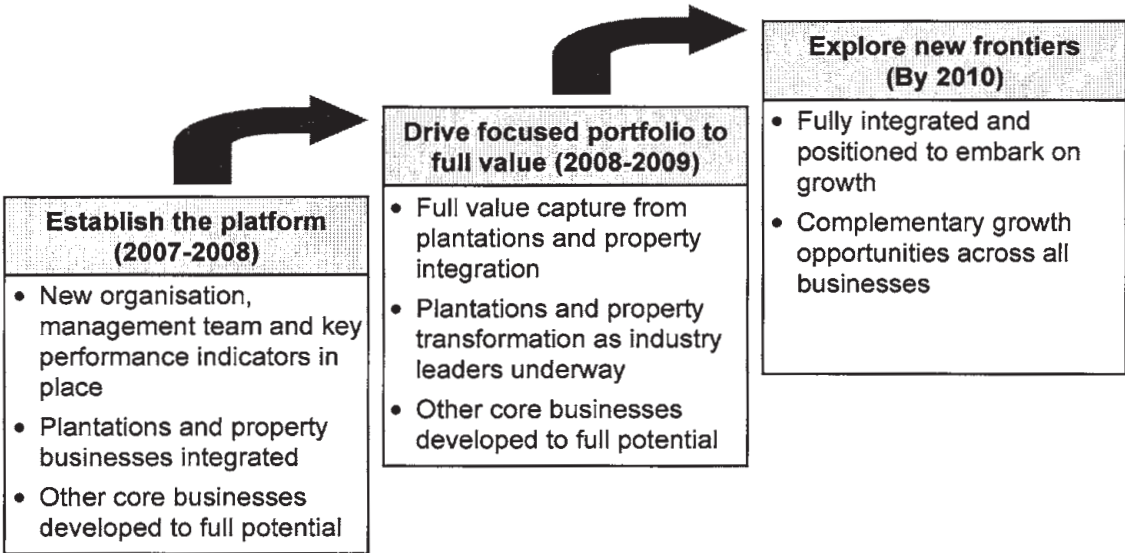 Establish the platform
(2007-2008)
• New organisation,
management team and key
performance indicators in
place
• Plantations and property
businesses integrated
• Other core businesses
developed to full potential
Drive focused portfolio to
full value (2008-2009)
• Full value capture from
plantations and property
integration
• Plantations and property
transformation as industry
leaders underway
• Other core businesses
developed to full potential
Explore new frontiers
(By 2010)
• Fully integrated and
positioned to embark on
growth
• Complementary growth
opportunities across all
businesses